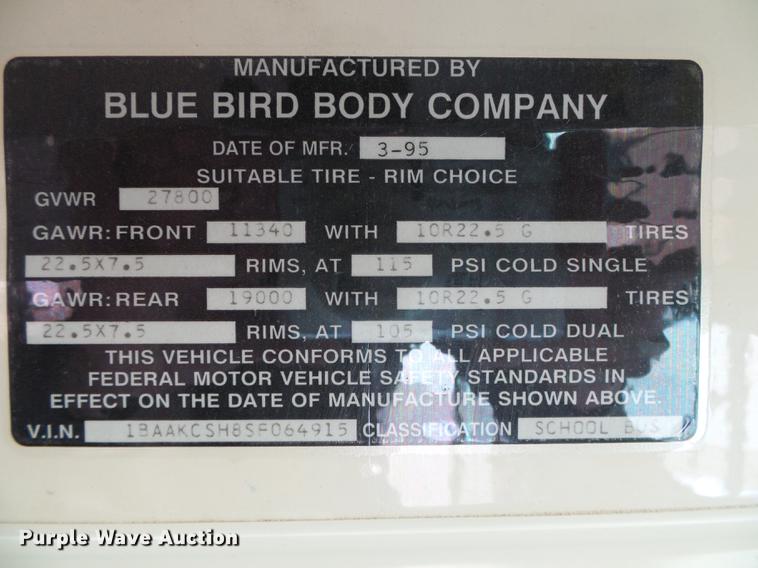 MANUFACTURED BY
BLUE BIRD BODY COMPANY
DATE OF MFR. 3-95
SUITABLE TIRE - RIM CHOICE
GVWR 27800
GAWR: FRONT 11340 WITH 10R22.5 G TIRES
22.5X7.5 RIMS, AT 115 PSI COLD SINGLE
GAWR: REAR 19000 WITH 10R22.5 G TIRES
22.5X7.5 RIMS, AT 105 PSI COLD DUAL
THIS VEHICLE CONFORMS TO ALL APPLICABLE
FEDERAL MOTOR VEHICLE SAFETY STANDARDS IN
EFFECT ON THE DATE OF MANUFACTURE SHOWN ABOVE.
V.I.N. 1BAAKCSH8SF064915 CLASSIFICATION SCHOOL BUS
Purple Wave Auction